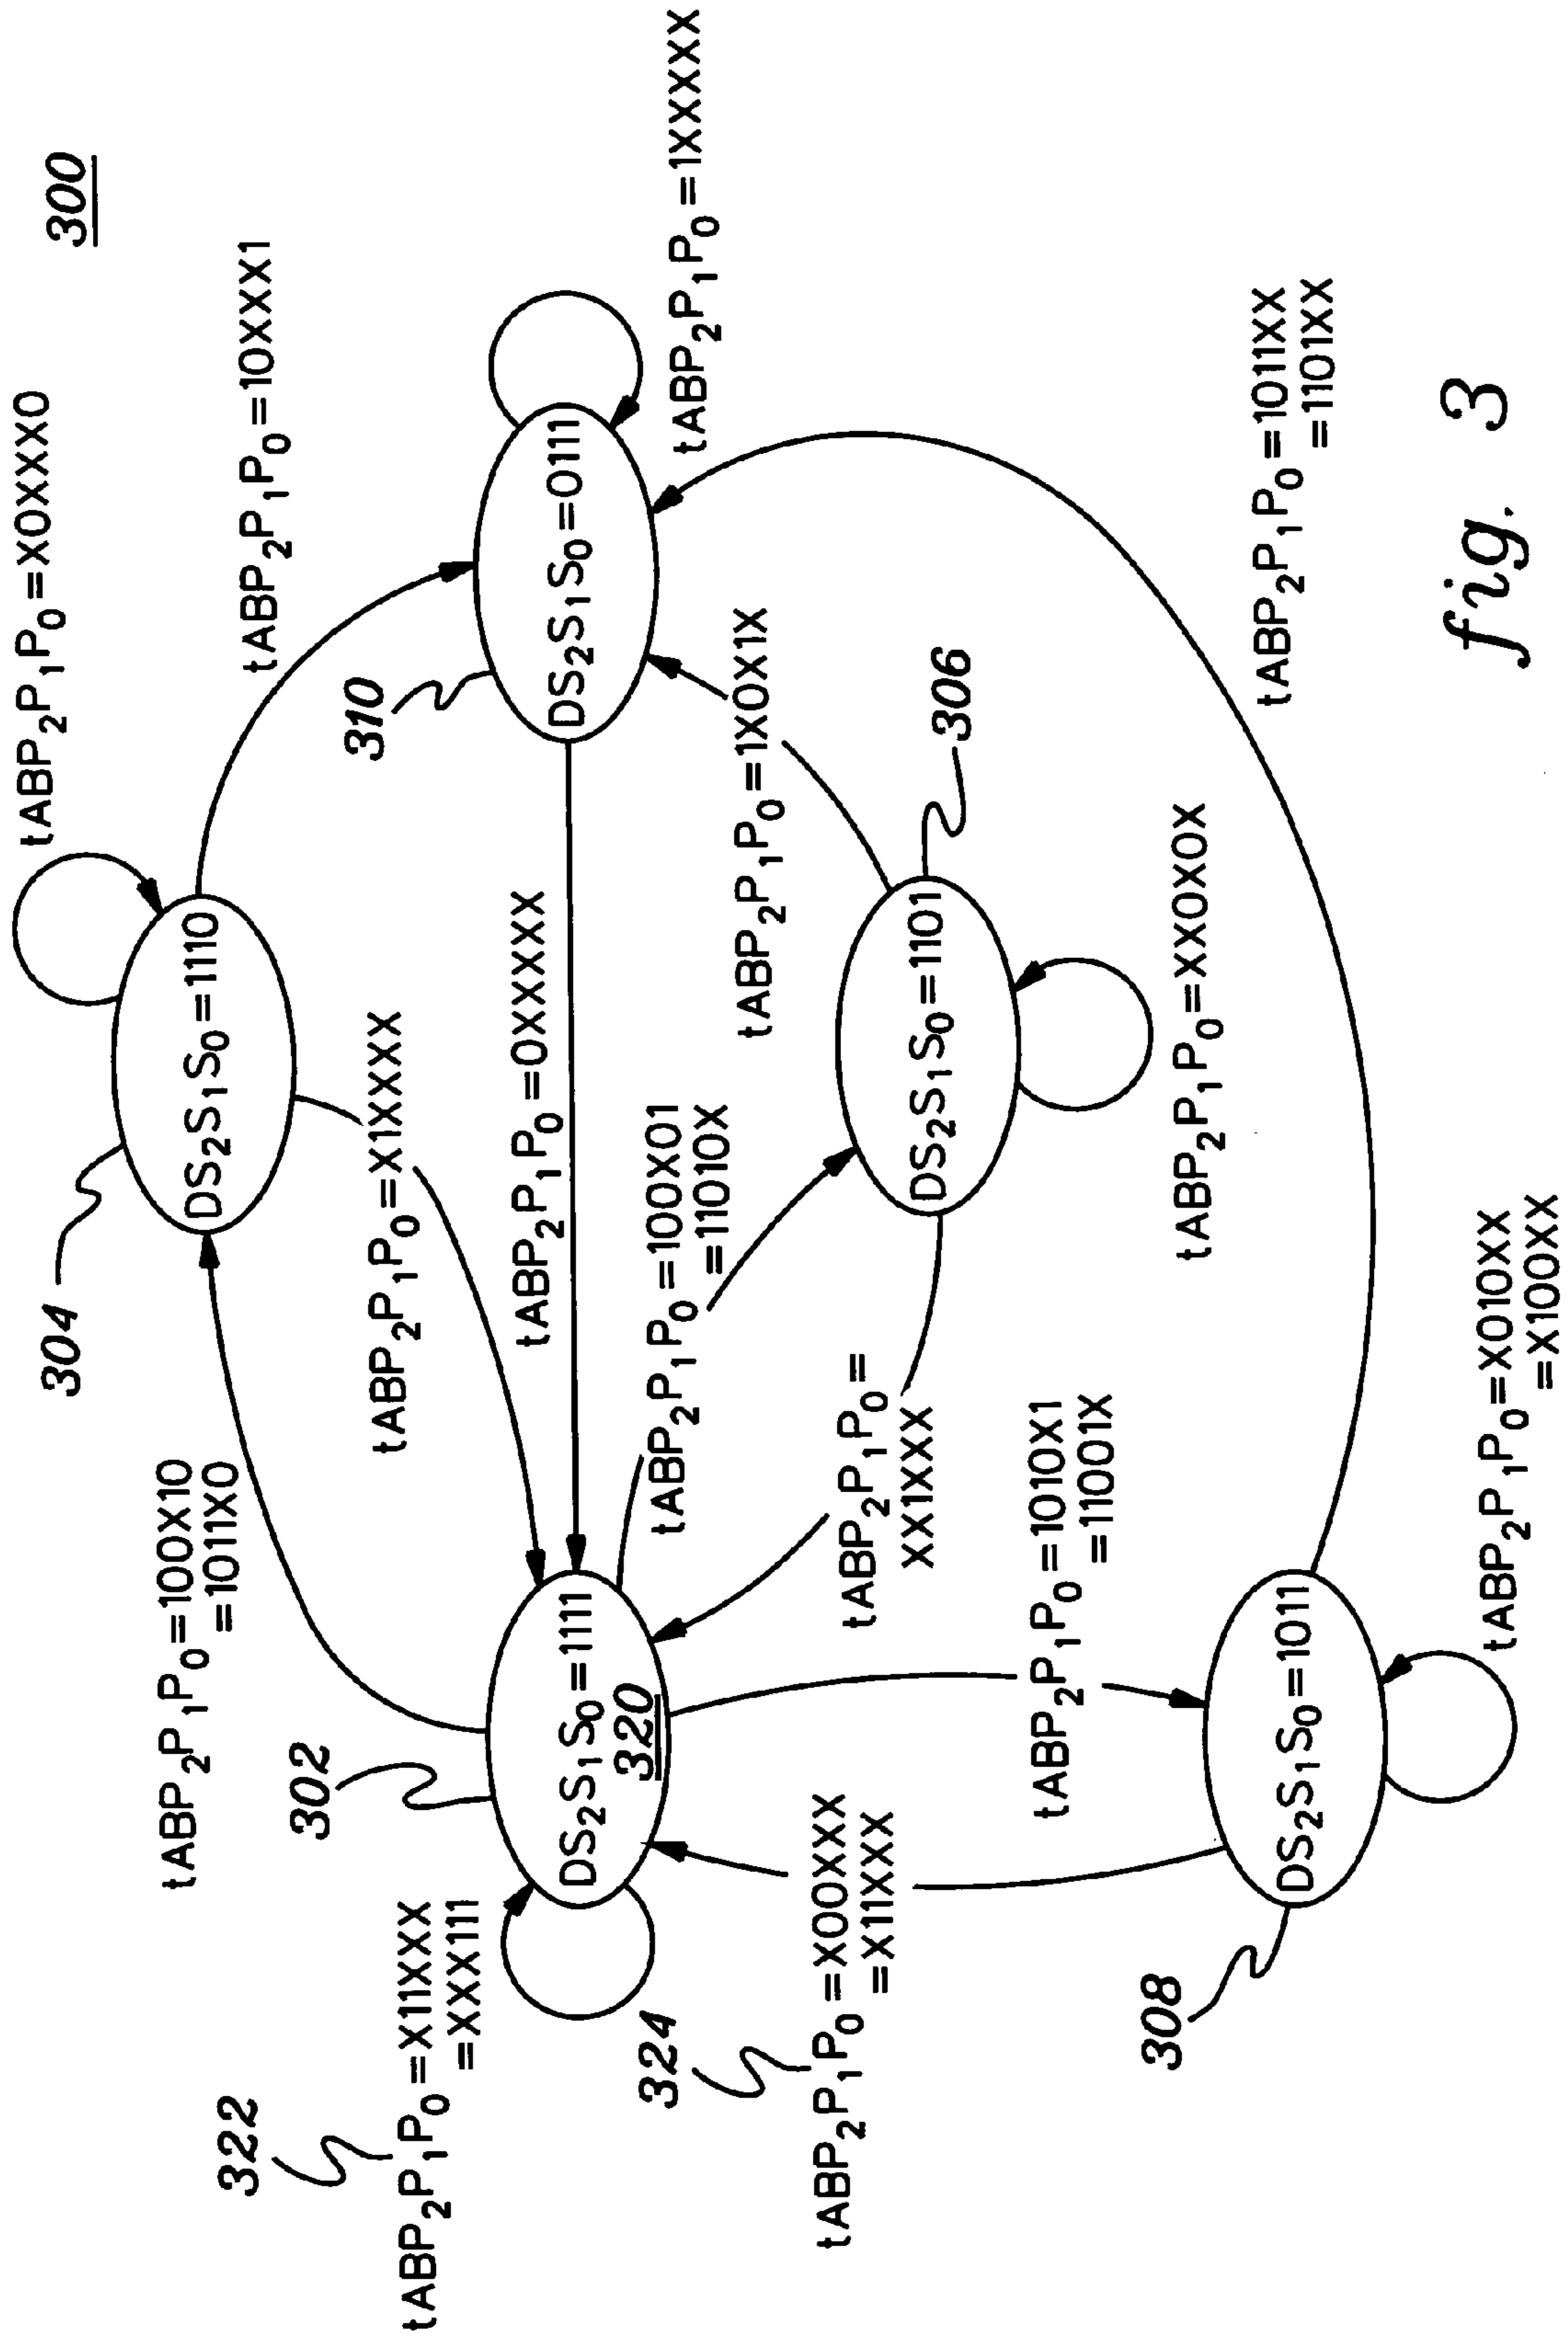 300
tABP₂P₁P₀=X0XXX0
tABP₂P₁P₀=10XXX1
304
DS₂S₁S₀=1110
310
DS₂S₁S₀=0111
tABP₂P₁P₀=1XXXXX
tABP₂P₁P₀=100X10
=1011X0
tABP₂P₁P₀=X1XXXX
tABP₂P₁P₀=0XXXXX
302
DS₂S₁S₀=1111
320
322
tABP₂P₁P₀=X11XXX
=XXX111
tABP₂P₁P₀=100X01
=11010X
tABP₂P₁P₀=1X0X1X
306
DS₂S₁S₀=1101
tABP₂P₁P₀=
XX1XXX
tABP₂P₁P₀=XX0X0X
324
tABP₂P₁P₀=X00XXX
=X11XXX
tABP₂P₁P₀=1010X1
=11001X
tABP₂P₁P₀=1011XX
=1101XX
308
DS₂S₁S₀=1011
tABP₂P₁P₀=X010XX
=X100XX
fig. 3